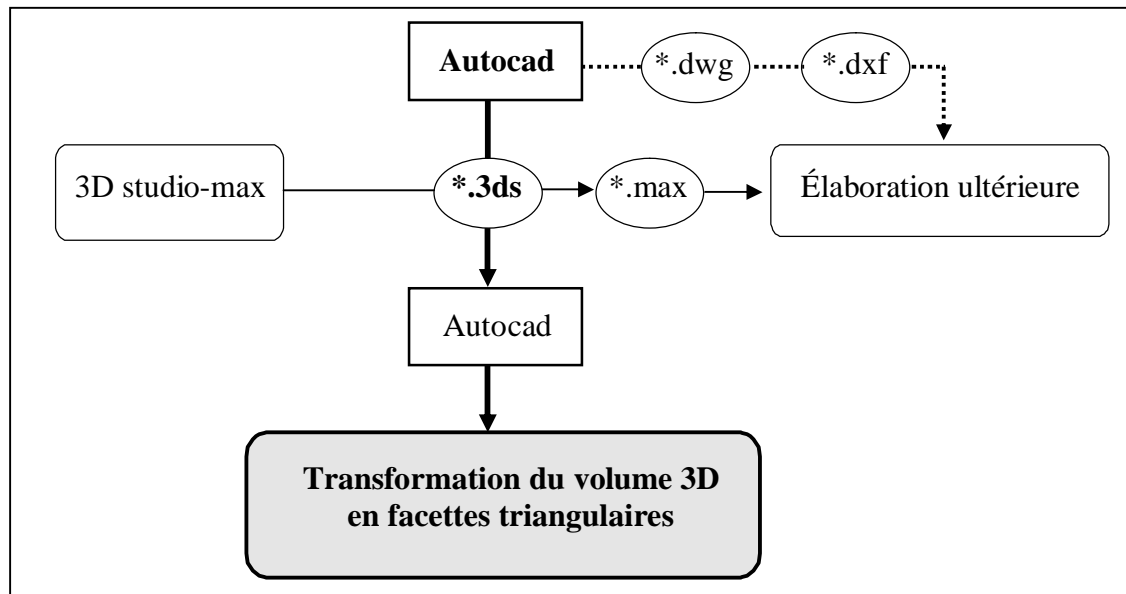 Autocad
*.dwg
*.dxf
3D studio-max
*.3ds
*.max
Élaboration ultérieure
Autocad
Transformation du volume 3D
en facettes triangulaires